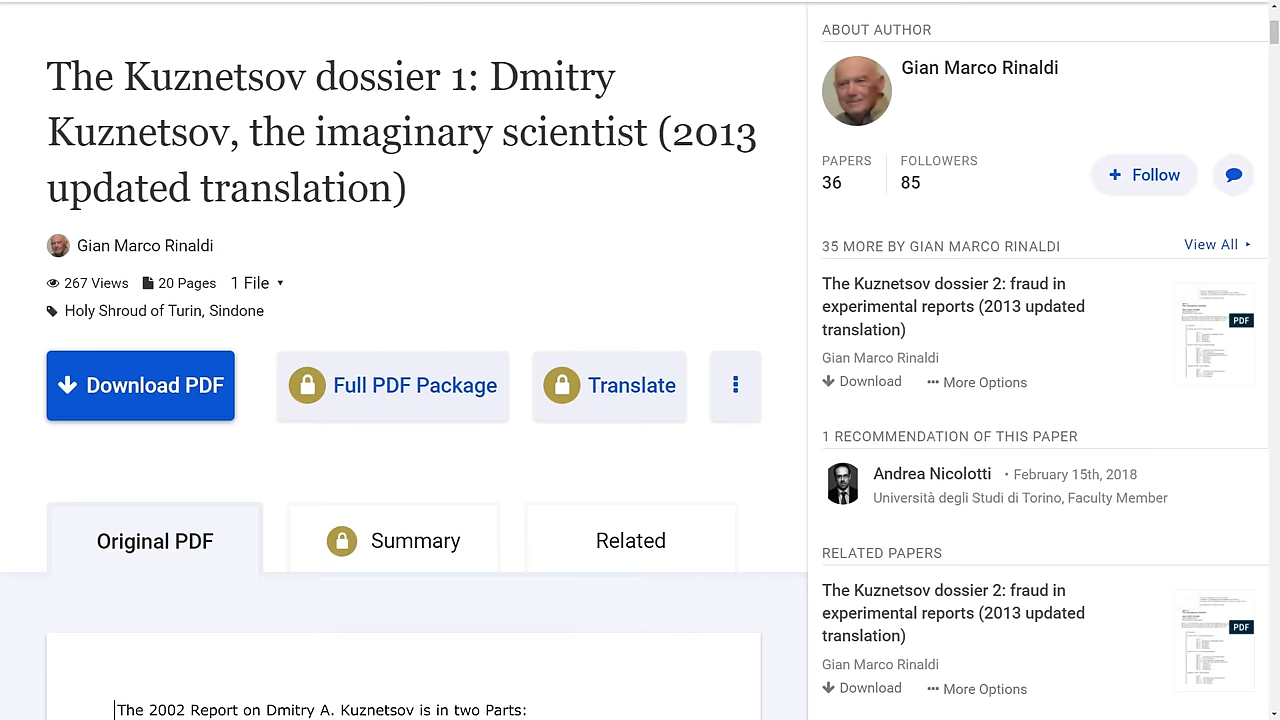 The Kuznetsov dossier 1: Dmitry
Kuznetsov, the imaginary scientist (2013
updated translation)
Gian Marco Rinaldi
267 Views 20 Pages 1 File
Holy Shroud of Turin, Sindone
Download PDF
Full PDF Package
Translate
Original PDF
Summary
Related
The 2002 Report on Dmitry A. Kuznetsov is in two Parts:
ABOUT AUTHOR
Gian Marco Rinaldi
PAPERS
36
FOLLOWERS
85
+ Follow
35 MORE BY GIAN MARCO RINALDI
View All
The Kuznetsov dossier 2: fraud in
experimental reports (2013 updated
translation)
PDF
Gian Marco Rinaldi
Download ••• More Options
1 RECOMMENDATION OF THIS PAPER
Andrea Nicolotti • February 15th, 2018
Università degli Studi di Torino, Faculty Member
RELATED PAPERS
The Kuznetsov dossier 2: fraud in
experimental reports (2013 updated
translation)
PDF
Gian Marco Rinaldi
Download ••• More Options